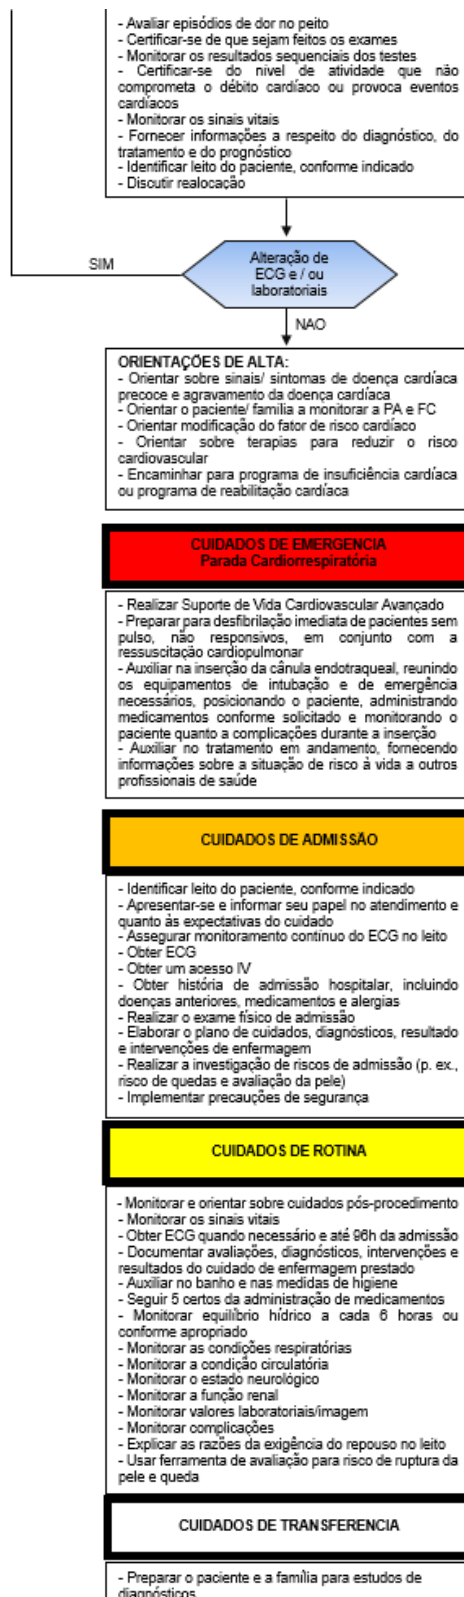 - Avaliar episódios de dor no peito
- Certificar-se de que sejam feitos os exames
- Monitorar os resultados sequenciais dos testes
- Certificar-se do nível de atividade que não
comprometa o débito cardíaco ou provoca eventos
cardíacos
- Monitorar os sinais vitais
- Fornecer informações a respeito do diagnóstico, do
tratamento e do prognóstico
- Identificar leito do paciente, conforme indicado
- Discutir realocação
SIM
Alteração de
ECG e / ou
laboratoriais
NAO
ORIENTAÇÕES DE ALTA:
- Orientar sobre sinais/ sintomas de doença cardíaca
precoce e agravamento da doença cardíaca
- Orientar o paciente/ família a monitorar a PA e FC
- Orientar modificação do fator de risco cardíaco
- Orientar sobre terapias para reduzir o risco
cardiovascular
- Encaminhar para programa de insuficiência cardíaca
ou programa de reabilitação cardíaca
CUIDADOS DE EMERGENCIA
Parada Cardiorrespiratória
- Realizar Suporte de Vida Cardiovascular Avançado
- Preparar para desfibrilação imediata de pacientes sem
pulso, não responsivos, em conjunto com a
ressuscitação cardiopulmonar
- Auxiliar na inserção da cânula endotraqueal, reunindo
os equipamentos de intubação e de emergência
necessários, posicionando o paciente, administrando
medicamentos conforme solicitado e monitorando o
paciente quanto a complicações durante a inserção
- Auxiliar no tratamento em andamento, fornecendo
informações sobre a situação de risco à vida a outros
profissionais de saúde
CUIDADOS DE ADMISSÃO
- Identificar leito do paciente, conforme indicado
- Apresentar-se e informar seu papel no atendimento e
quanto às expectativas do cuidado
- Assegurar monitoramento contínuo do ECG no leito
- Obter ECG
- Obter um acesso IV
- Obter história de admissão hospitalar, incluindo
doenças anteriores, medicamentos e alergias
- Realizar o exame físico de admissão
- Elaborar o plano de cuidados, diagnósticos, resultado
e intervenções de enfermagem
- Realizar a investigação de riscos de admissão (p. ex.,
risco de quedas e avaliação da pele)
- Implementar precauções de segurança
CUIDADOS DE ROTINA
- Monitorar e orientar sobre cuidados pós-procedimento
- Monitorar os sinais vitais
- Obter ECG quando necessário e até 96h da admissão
- Documentar avaliações, diagnósticos, intervenções e
resultados do cuidado de enfermagem prestado
- Auxiliar no banho e nas medidas de higiene
- Seguir 5 certos da administração de medicamentos
- Monitorar equilíbrio hídrico a cada 6 horas ou
conforme apropriado
- Monitorar as condições respiratórias
- Monitorar a condição circulatória
- Monitorar o estado neurológico
- Monitorar a função renal
- Monitorar valores laboratoriais/imagem
- Monitorar complicações
- Explicar as razões da exigência do repouso no leito
- Usar ferramenta de avaliação para risco de ruptura da
pele e queda
CUIDADOS DE TRANSFERENCIA
- Preparar o paciente e a família para estudos de
diagnósticos